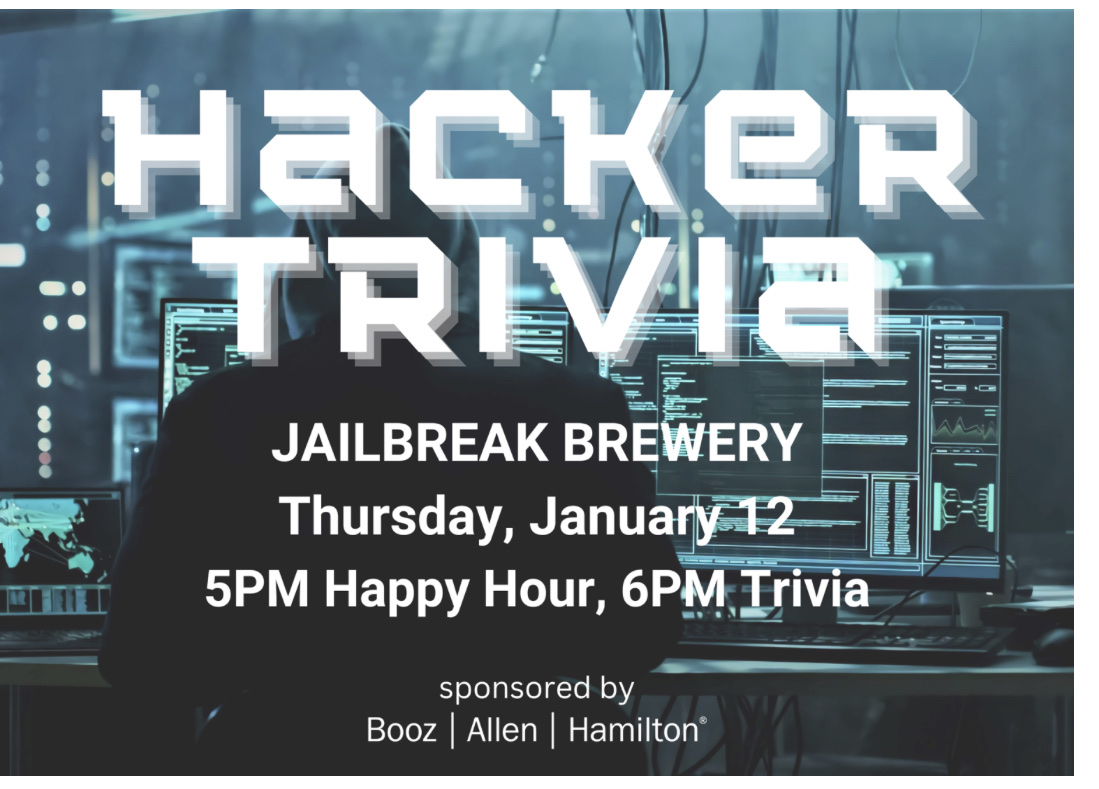 HaCKeR
TRIVIa
JAILBREAK BREWERY
Thursday, January 12
5PM Happy Hour, 6PM Trivia
sponsored by
Booz | Allen | Hamilton®